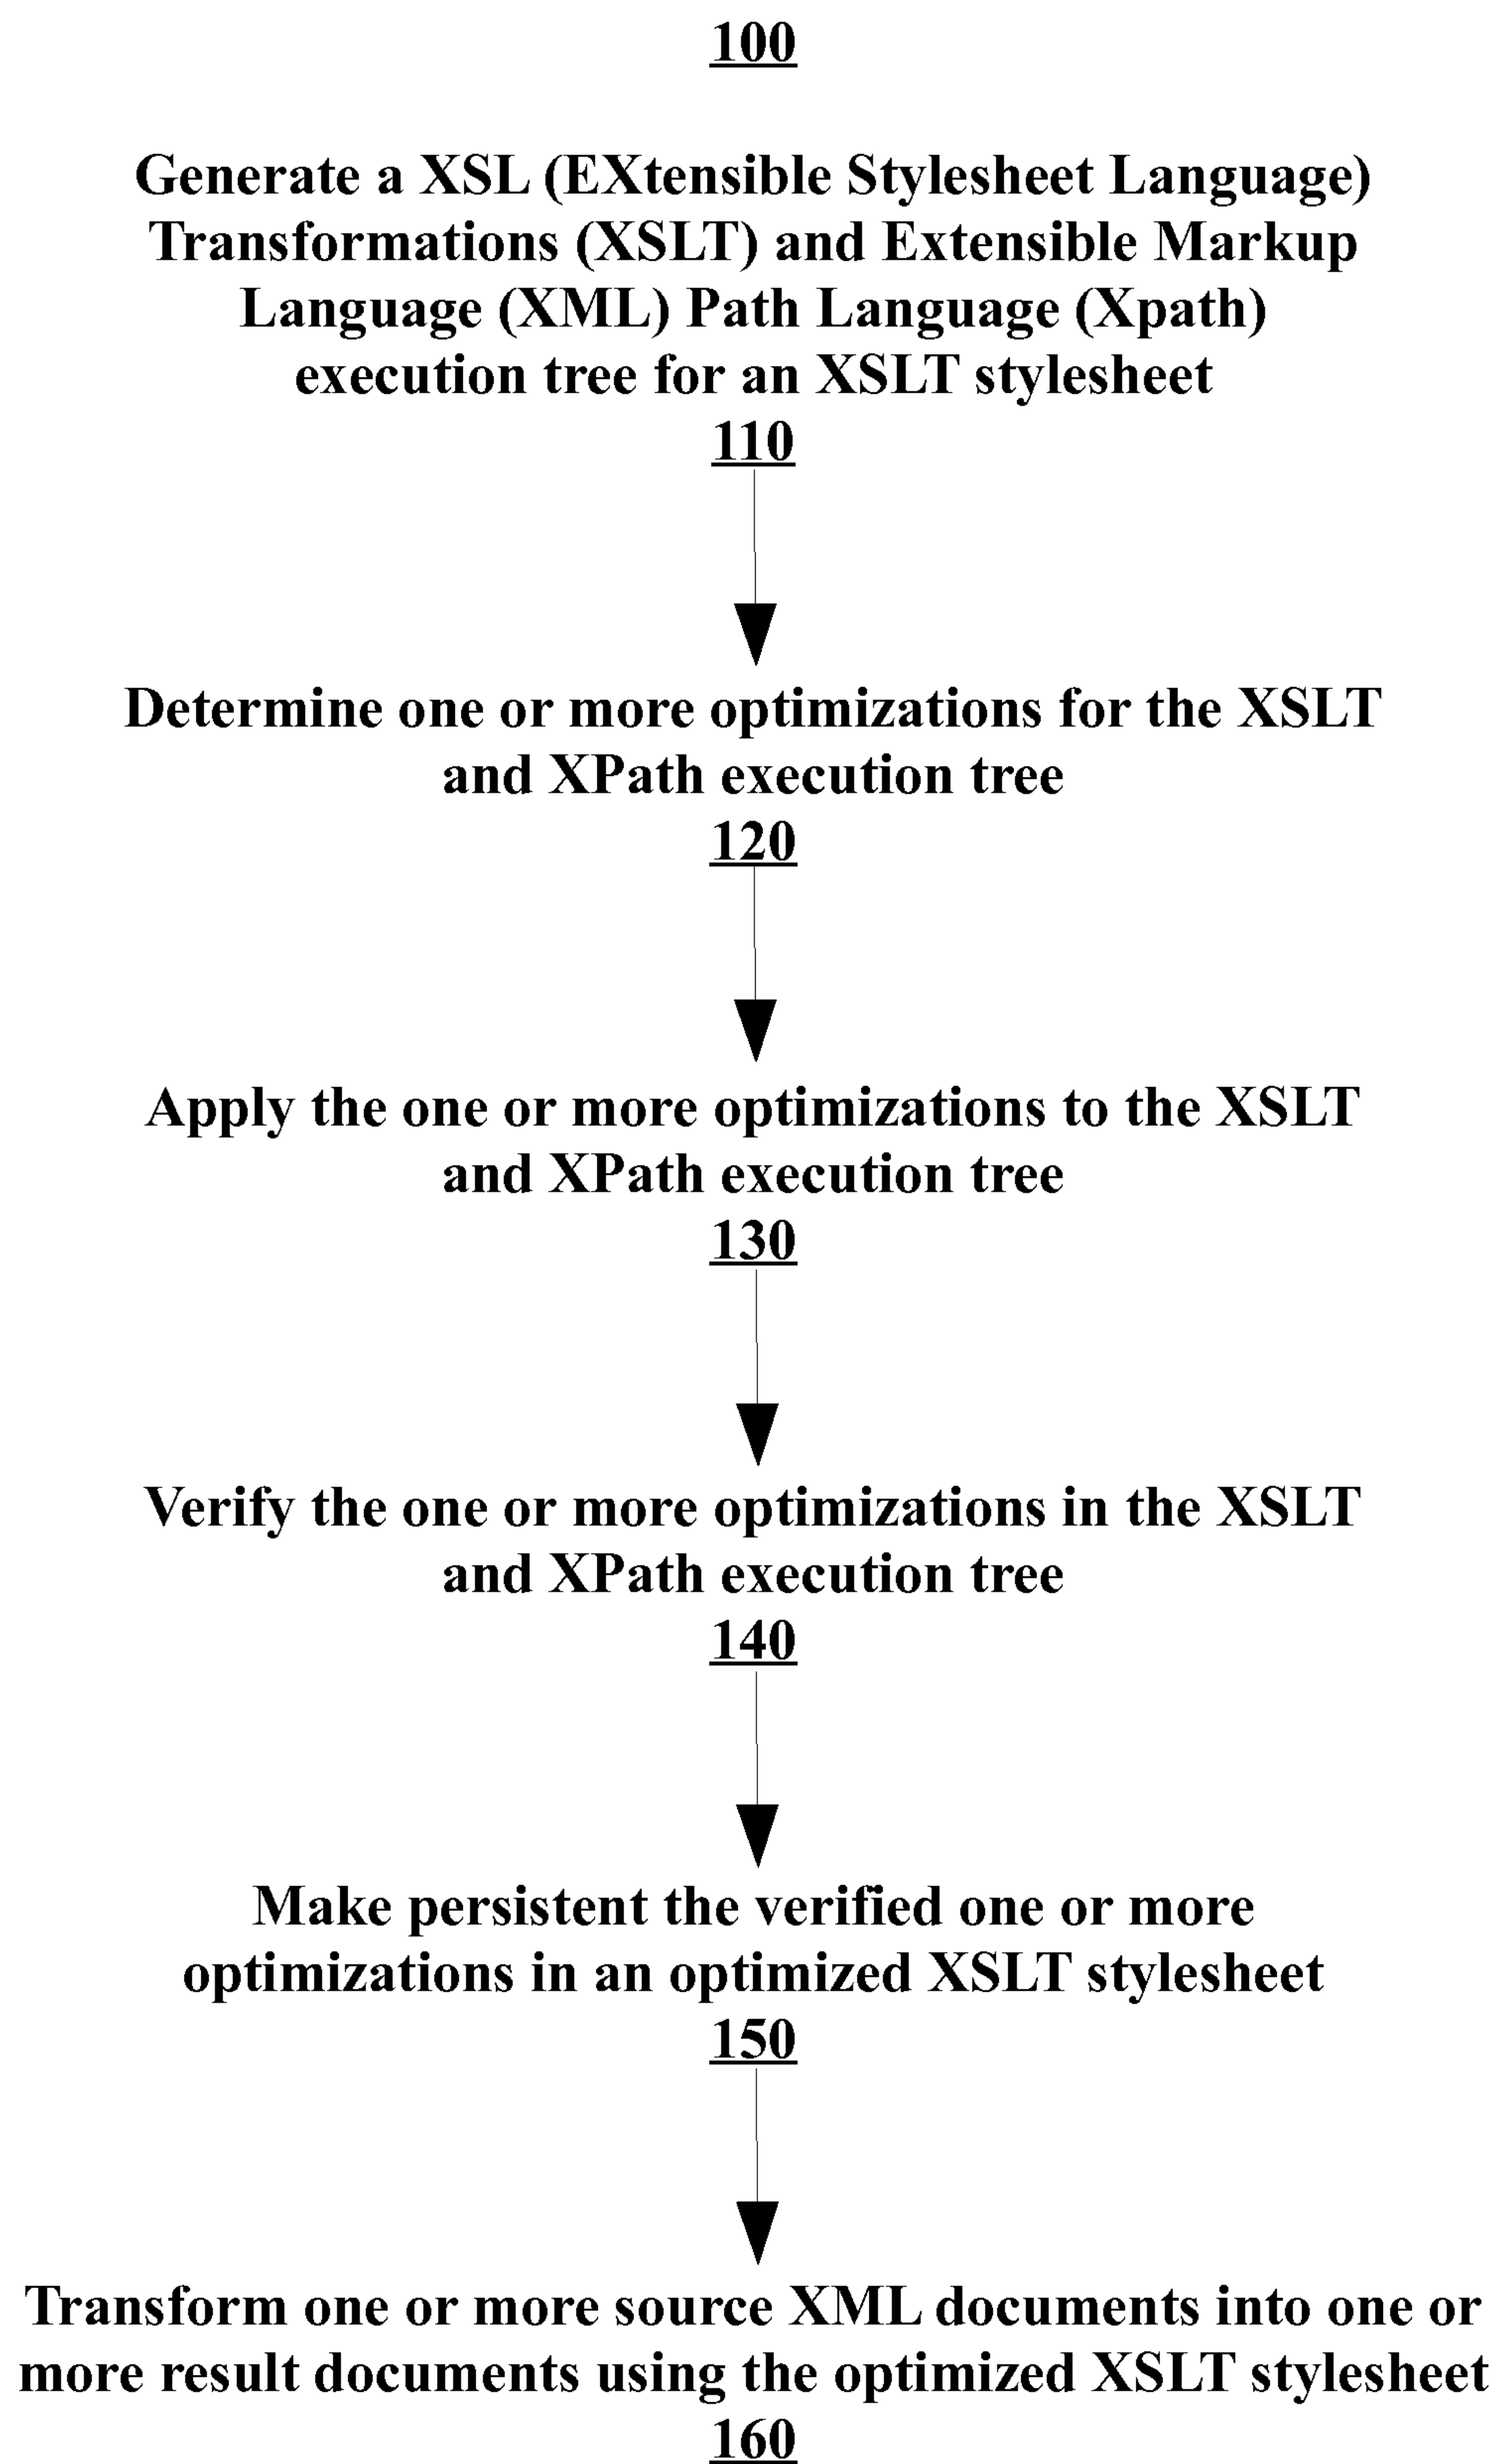 100
Generate a XSL (EXtensible Stylesheet Language)
Transformations (XSLT) and Extensible Markup
Language (XML) Path Language (Xpath)
execution tree for an XSLT stylesheet
110
Determine one or more optimizations for the XSLT
and XPath execution tree
120
Apply the one or more optimizations to the XSLT
and XPath execution tree
130
Verify the one or more optimizations in the XSLT
and XPath execution tree
140
Make persistent the verified one or more
optimizations in an optimized XSLT stylesheet
150
Transform one or more source XML documents into one or
more result documents using the optimized XSLT stylesheet
160